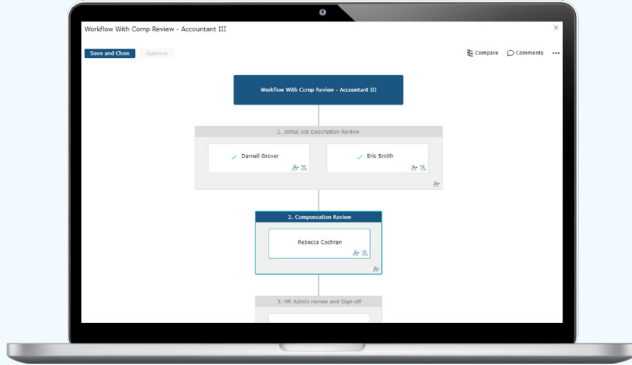 Workflow With Comp Review - Accountant III
Save and Close
Approve
Compare
Comments
Workflow With Comp Review - Accountant III
1. Initial Job Description Review
Darnell Grover
Eric Smith
2. Compensation Review
Rebecca Cochran
3. HR Admin review and Sign-off